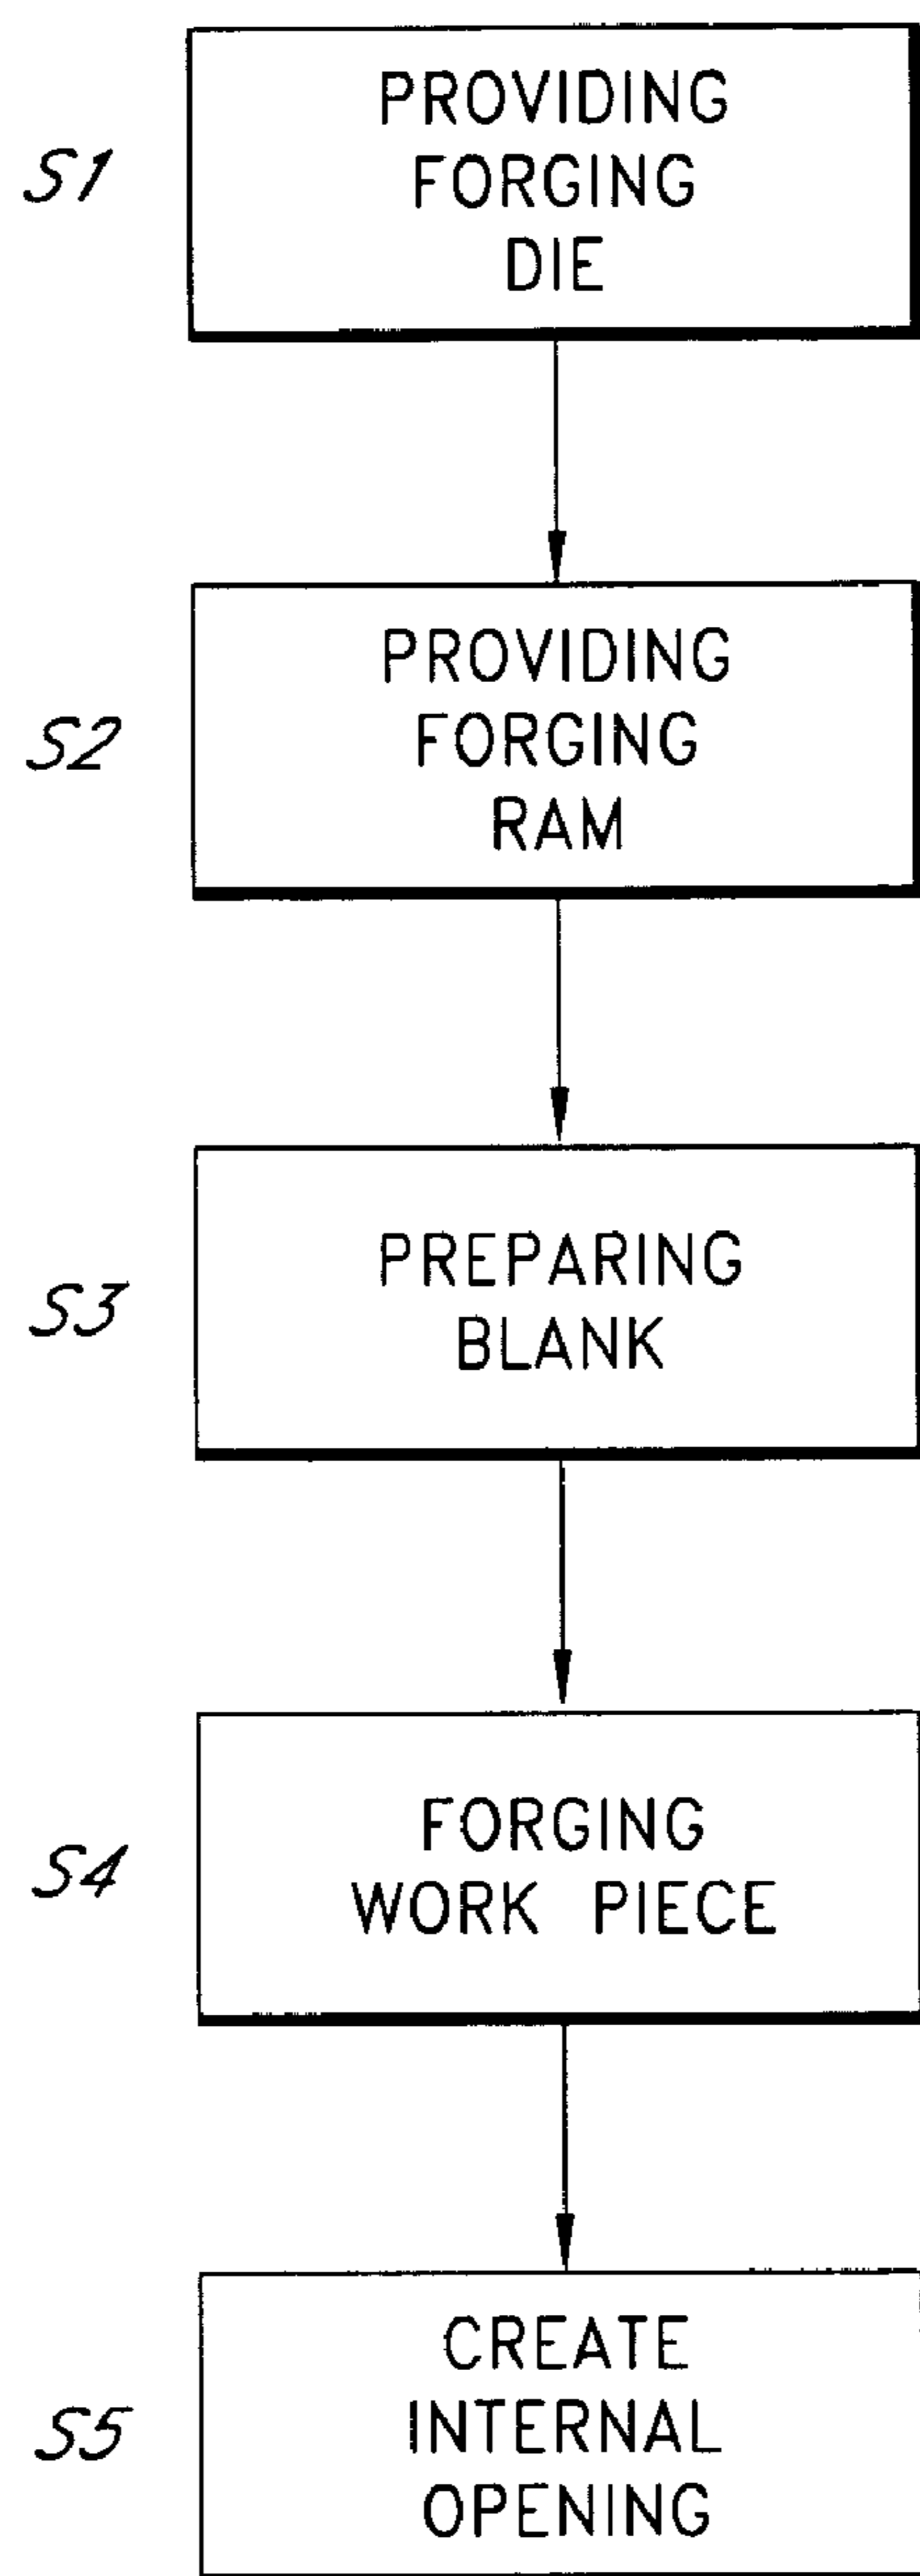 S1
PROVIDING
FORGING
DIE
S2
PROVIDING
FORGING
RAM
S3
PREPARING
BLANK
S4
FORGING
WORK PIECE
S5
CREATE
INTERNAL
OPENING